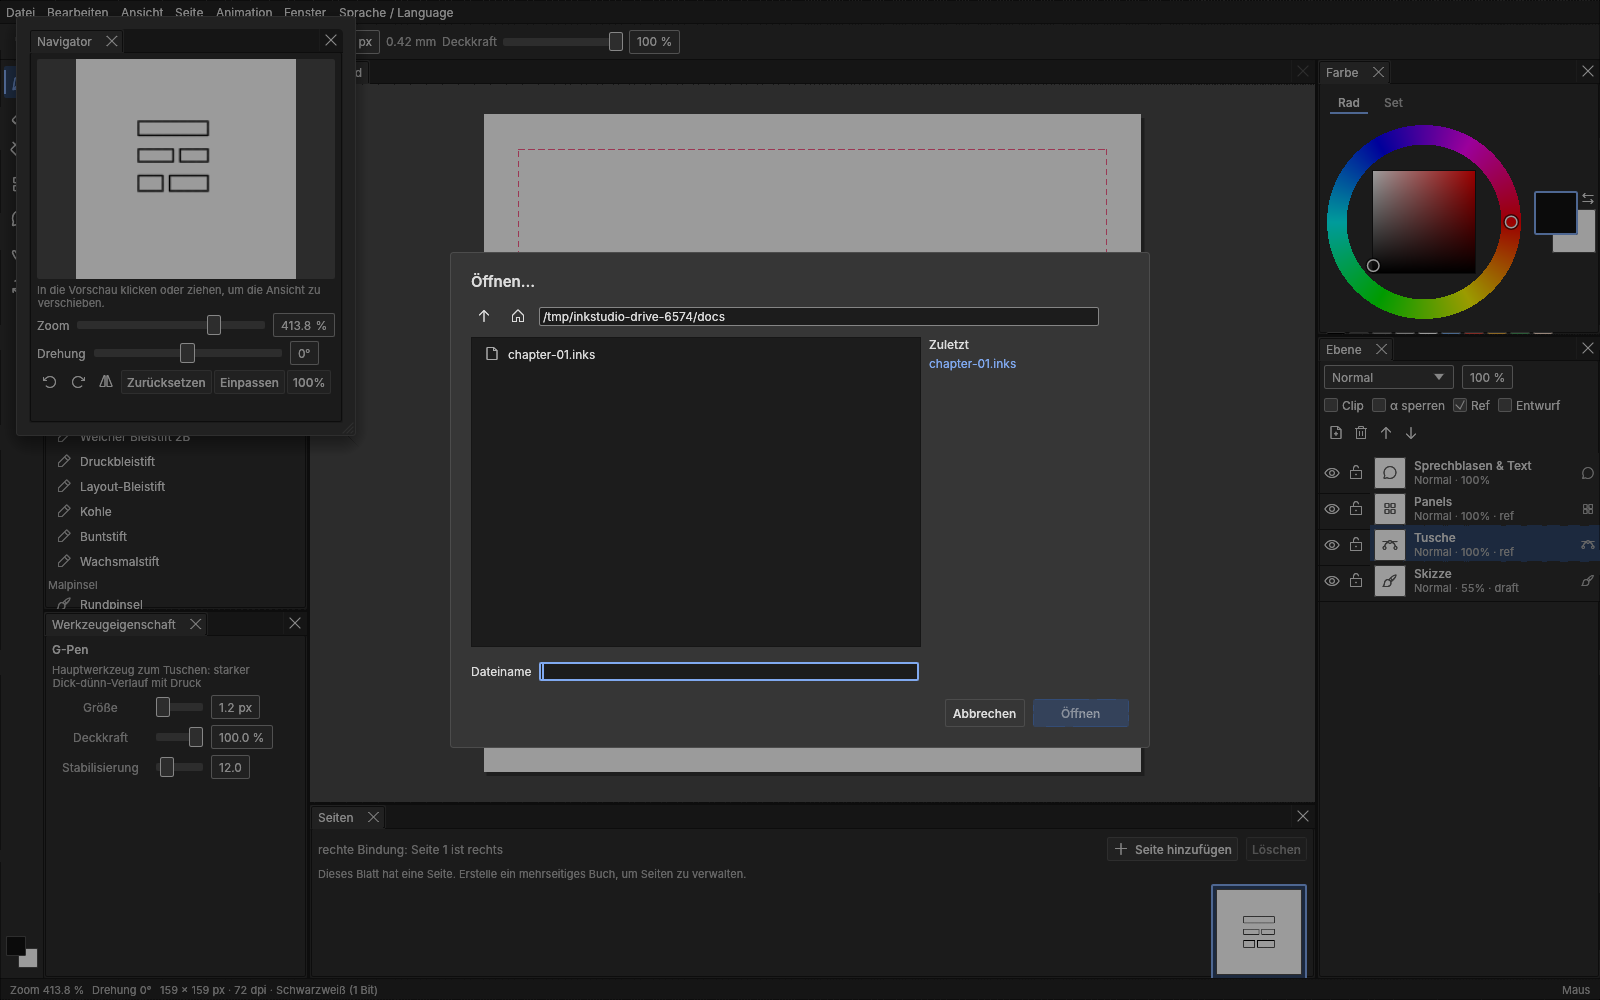 Datei Bearbeiten Ansicht Seite Animation Fenster Sprache / Language
px 0.42 mm Deckkraft 100 %
Navigator
In die Vorschau klicken oder ziehen, um die Ansicht zu
verschieben.
Zoom 413.8 %
Drehung 0°
Zurücksetzen Einpassen 100%
Weicher Bleistift 2B
Druckbleistift
Layout-Bleistift
Kohle
Buntstift
Wachsmalstift
Malpinsel
Rundpinsel
Werkzeugeigenschaft
G-Pen
Hauptwerkzeug zum Tuschen: starker
Dick-dünn-Verlauf mit Druck
Größe 1.2 px
Deckkraft 100.0 %
Stabilisierung 12.0
Öffnen...
/tmp/inkstudio-drive-6574/docs
chapter-01.inks
Zuletzt
chapter-01.inks
Dateiname
Abbrechen Öffnen
Seiten
rechte Bindung: Seite 1 ist rechts
Seite hinzufügen Löschen
Dieses Blatt hat eine Seite. Erstelle ein mehrseitiges Buch, um Seiten zu verwalten.
Farbe
Rad Set
Ebene
Normal 100 %
Clip α sperren Ref Entwurf
Sprechblasen & Text
Normal · 100%
Panels
Normal · 100% · ref
Tusche
Normal · 100% · ref
Skizze
Normal · 55% · draft
Zoom 413.8 % Drehung 0° 159 × 159 px · 72 dpi · Schwarzweiß (1 Bit) Maus